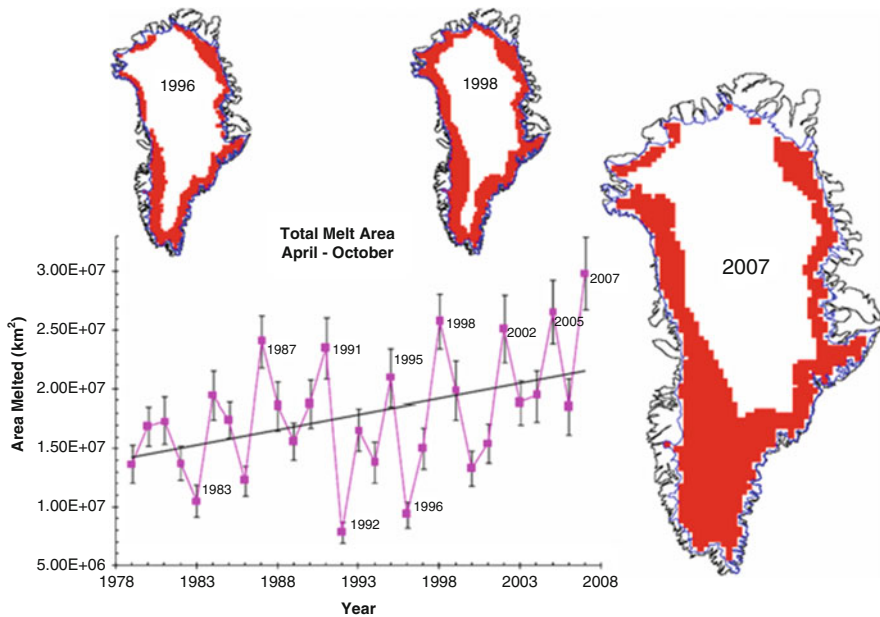 1996
1998
2007
Total Melt Area
April - October
Area Melted (km²)
3.00E+07
2.50E+07
2.00E+07
1.50E+07
1.00E+07
5.00E+06
1983
1987
1991
1992
1995
1996
1998
2002
2005
2007
1978
1983
1988
1993
1998
2003
2008
Year